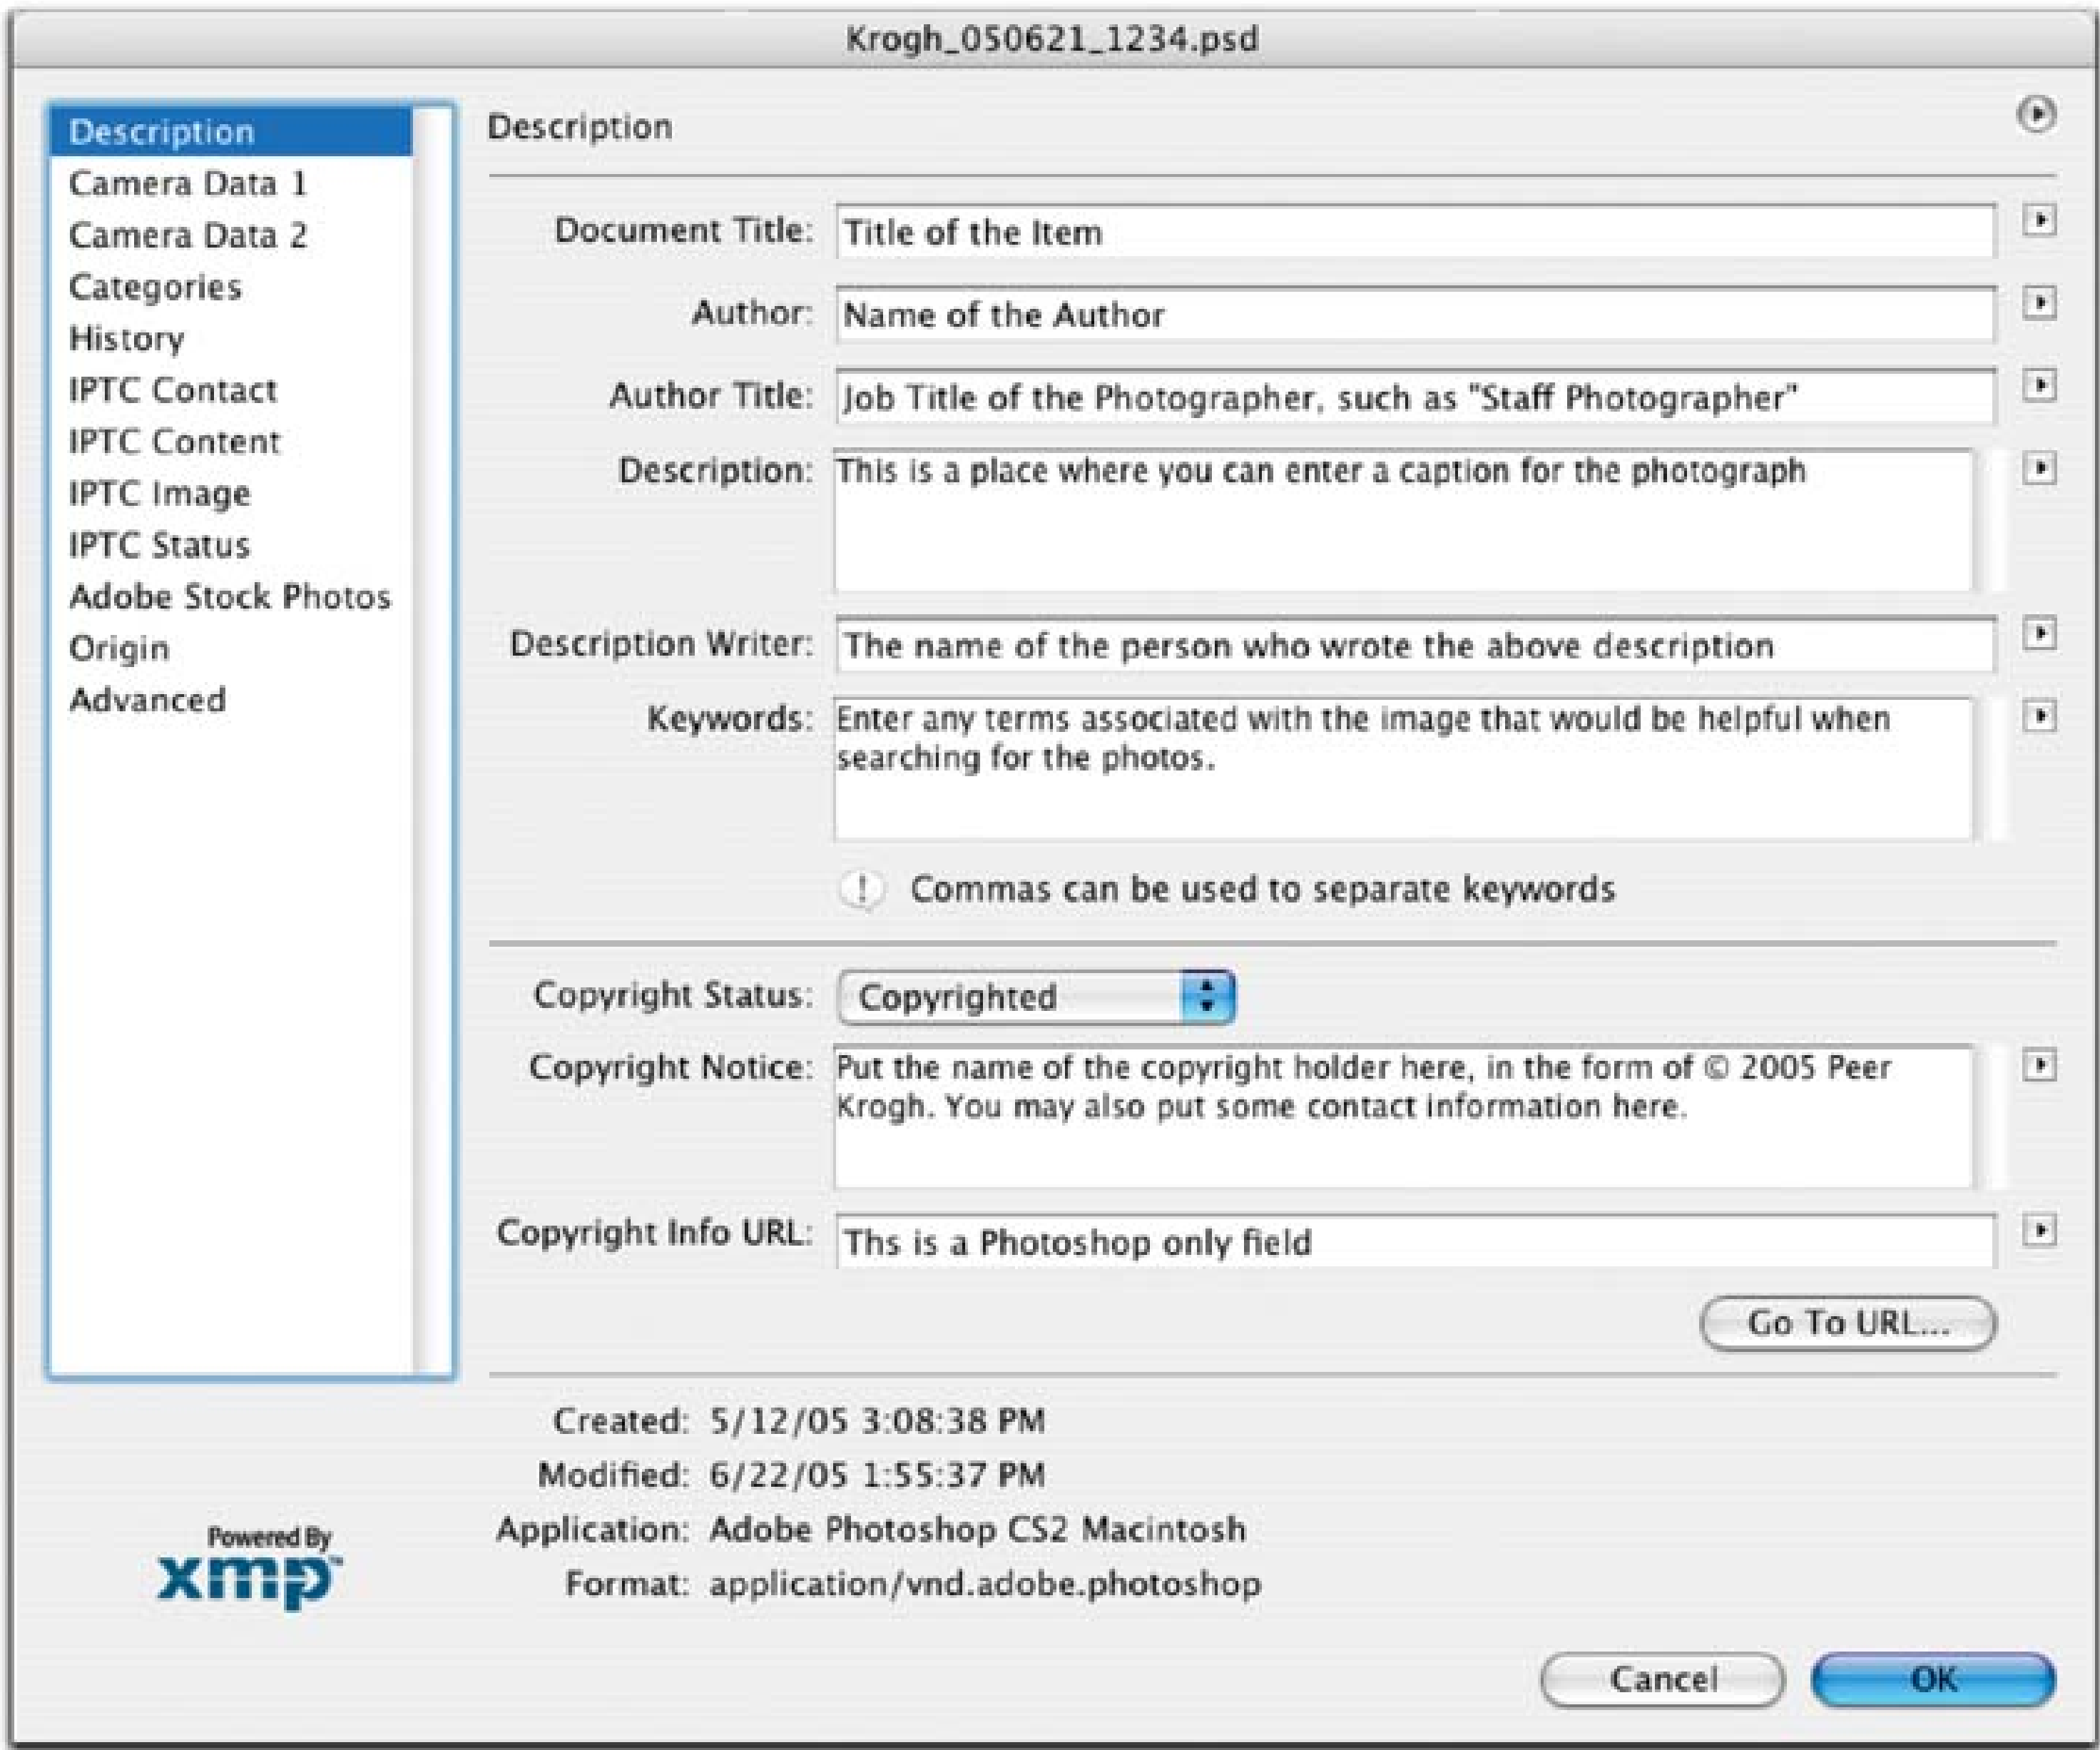 Krogh_050621_1234.psd
Description
Camera Data 1
Camera Data 2
Categories
History
IPTC Contact
IPTC Content
IPTC Image
IPTC Status
Adobe Stock Photos
Origin
Advanced
Description
Document Title: Title of the Item
Author: Name of the Author
Author Title: Job Title of the Photographer, such as "Staff Photographer"
Description: This is a place where you can enter a caption for the photograph
Description Writer: The name of the person who wrote the above description
Keywords: Enter any terms associated with the image that would be helpful when
searching for the photos.
! Commas can be used to separate keywords
Copyright Status: Copyrighted
Copyright Notice: Put the name of the copyright holder here, in the form of © 2005 Peer
Krogh. You may also put some contact information here.
Copyright Info URL: Ths is a Photoshop only field
Go To URL...
Created: 5/12/05 3:08:38 PM
Modified: 6/22/05 1:55:37 PM
Application: Adobe Photoshop CS2 Macintosh
Format: application/vnd.adobe.photoshop
Powered By
xmp™
Cancel
OK